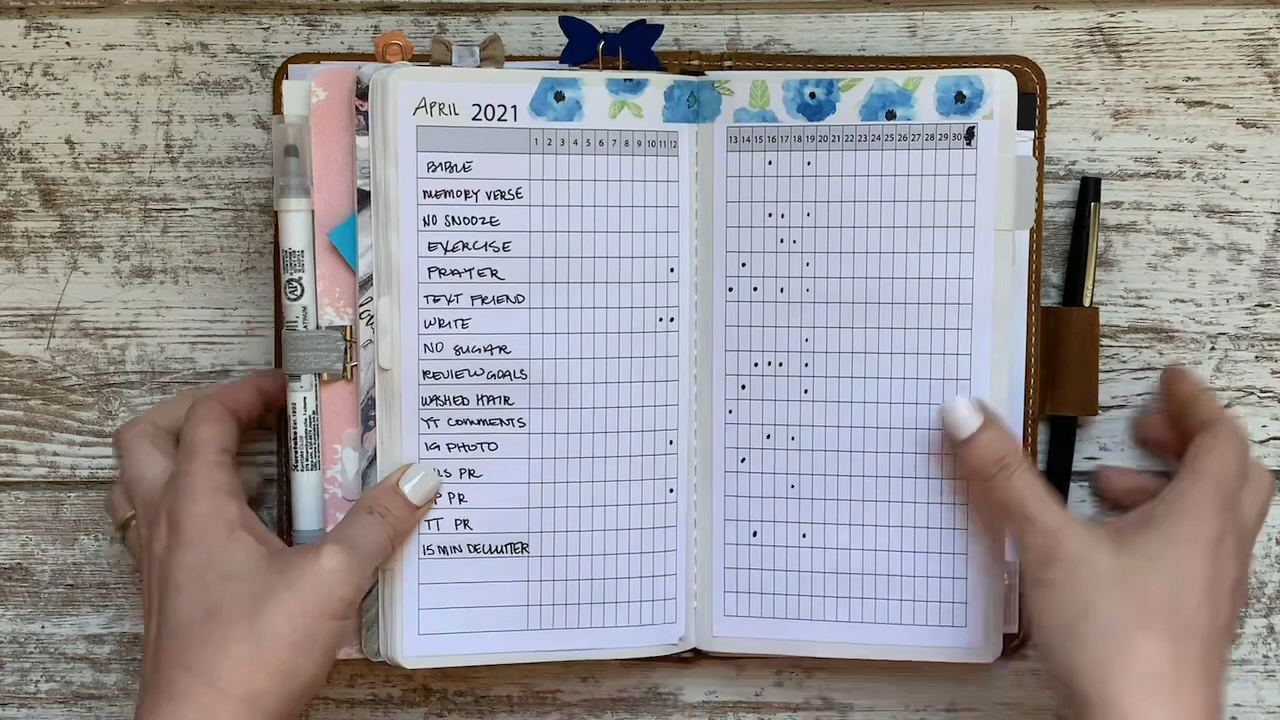 APRIL 2021
1 2 3 4 5 6 7 8 9 10 11 12 13 14 15 16 17 18 19 20 21 22 23 24 25 26 27 28 29 30
BIBLE
MEMORY VERSE
NO SNOOZE
EXERCISE
PRAYER
TEXT FRIEND
WRITE
NO SUGAR
REVIEW GOALS
WASHED HAIR
YT COMMENTS
IG PHOTO
PR
PR
TT PR
15 MIN DECLUTTER